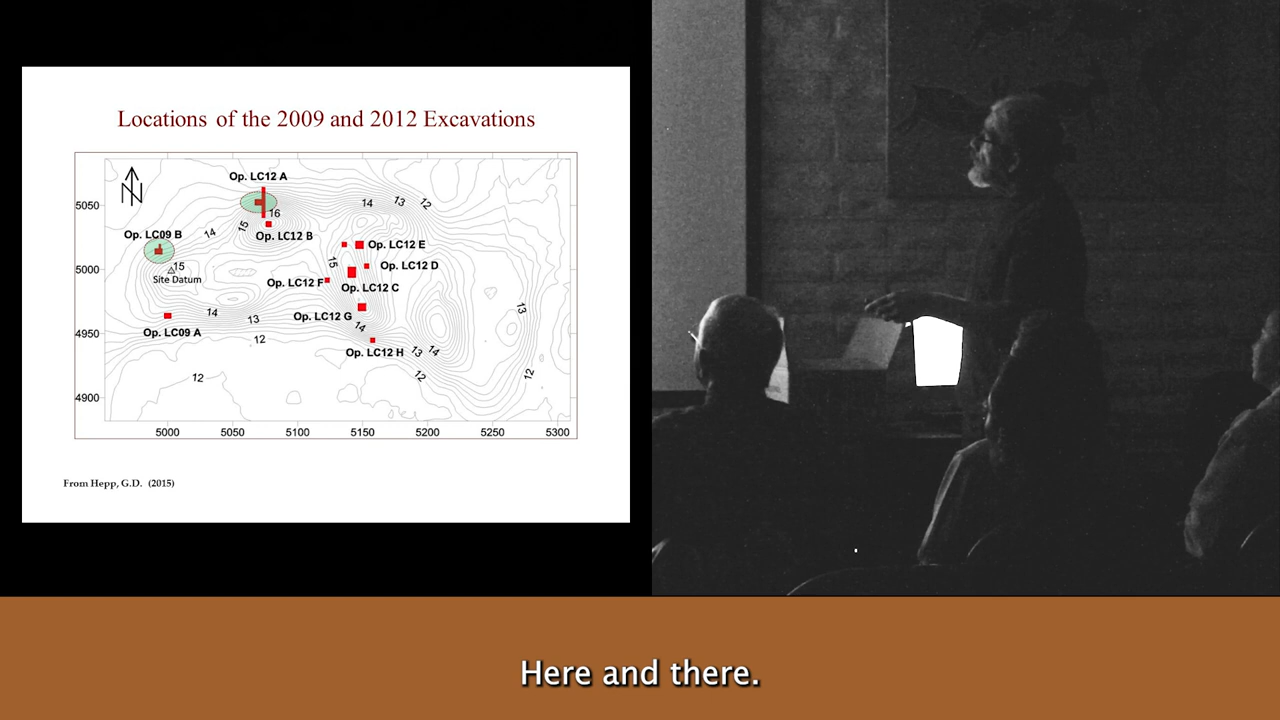 Locations of the 2009 and 2012 Excavations
N
Op. LC12 A
5050
14
13
12
16
15
14
Op. LC09 B
Op. LC12 B
Op. LC12 E
15
15
Op. LC12 D
5000
Site Datum
Op. LC12 F
Op. LC12 C
14
13
Op. LC12 G
13
14
Op. LC09 A
4950
12
Op. LC12 H
13
14
12
12
12
4900
5000
5050
5100
5150
5200
5250
5300
From Hepp, G.D. (2015)
Here and there.